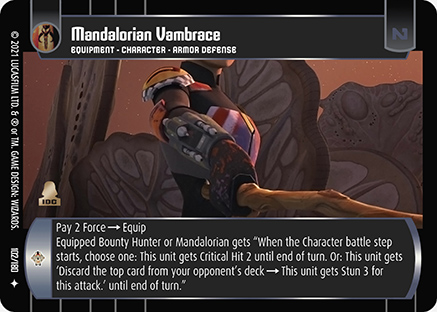 Mandalorian Vambrace
EQUIPMENT · CHARACTER · ARMOR DEFENSE
N
© 2021 LUCASFILM LTD. & ® or TM. GAME DESIGN: WIZARDS.
102/180
100
Pay 2 Force → Equip
Equipped Bounty Hunter or Mandalorian gets “When the Character battle step
starts, choose one: This unit gets Critical Hit 2 until end of turn. Or: This unit gets
‘Discard the top card from your opponent’s deck → This unit gets Stun 3 for
this attack.’ until end of turn.”